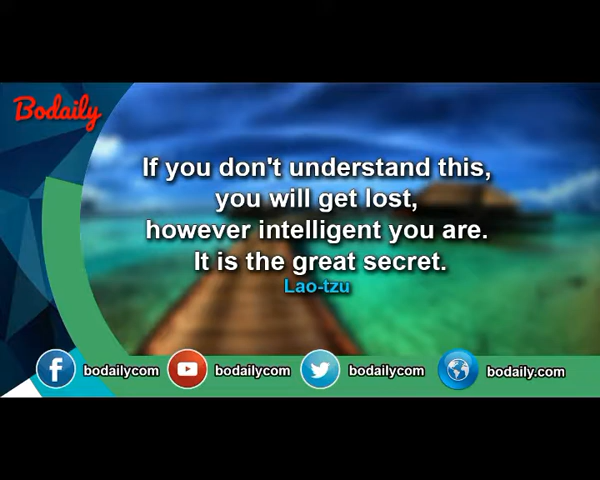 Bodaily
If you don't understand this,
you will get lost,
however intelligent you are.
It is the great secret.
Lao-tzu
bodailycom
bodailycom
bodailycom
bodaily.com